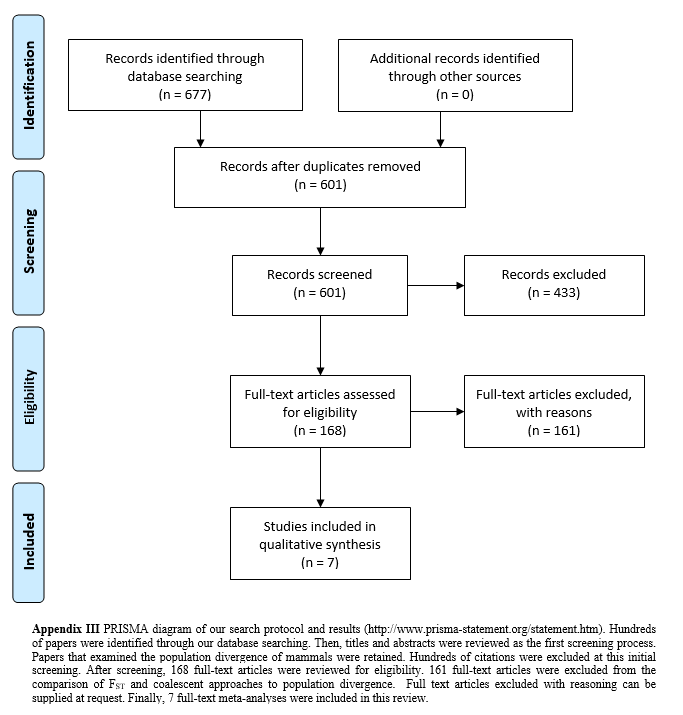 Identification
Records identified through
database searching
(n = 677)
Additional records identified
through other sources
(n = 0)
Records after duplicates removed
(n = 601)
Screening
Records screened
(n = 601)
Records excluded
(n = 433)
Eligibility
Full-text articles assessed
for eligibility
(n = 168)
Full-text articles excluded,
with reasons
(n = 161)
Included
Studies included in
qualitative synthesis
(n = 7)
Appendix III PRISMA diagram of our search protocol and results (http://www.prisma-statement.org/statement.htm). Hundreds
of papers were identified through our database searching. Then, titles and abstracts were reviewed as the first screening process.
Papers that examined the population divergence of mammals were retained. Hundreds of citations were excluded at this initial
screening. After screening, 168 full-text articles were reviewed for eligibility. 161 full-text articles were excluded from the
comparison of FST and coalescent approaches to population divergence. Full text articles excluded with reasoning can be
supplied at request. Finally, 7 full-text meta-analyses were included in this review.